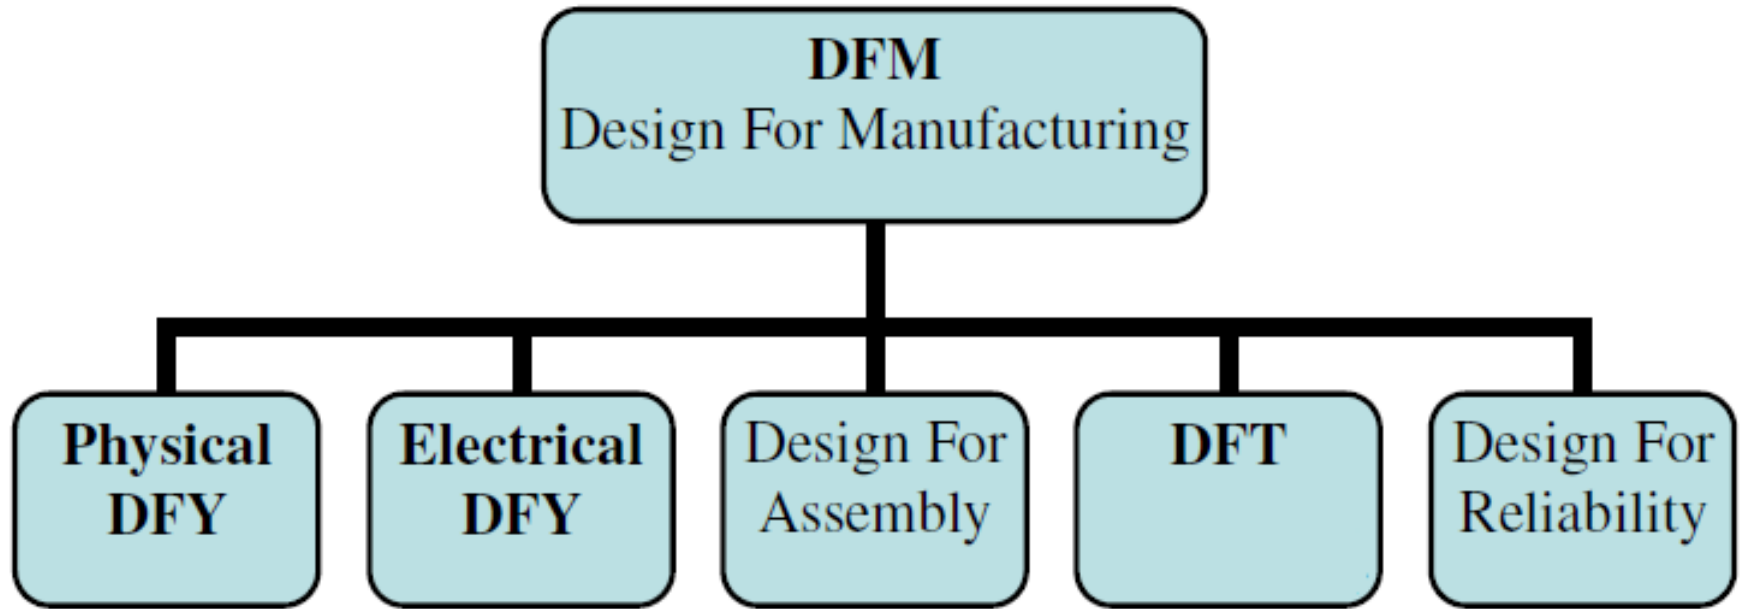 DFM
Design For Manufacturing
Physical
DFY
Electrical
DFY
Design For
Assembly
DFT
Design For
Reliability